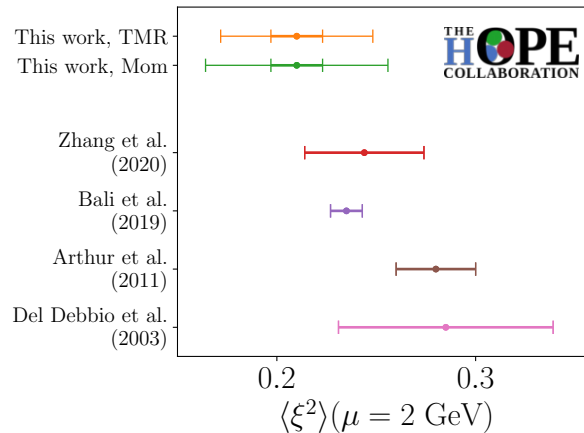 This work, TMR
This work, Mom
THE
HOPE
COLLABORATION
Zhang et al.
(2020)
Bali et al.
(2019)
Arthur et al.
(2011)
Del Debbio et al.
(2003)
0.2
0.3
⟨ξ²⟩(μ = 2 GeV)